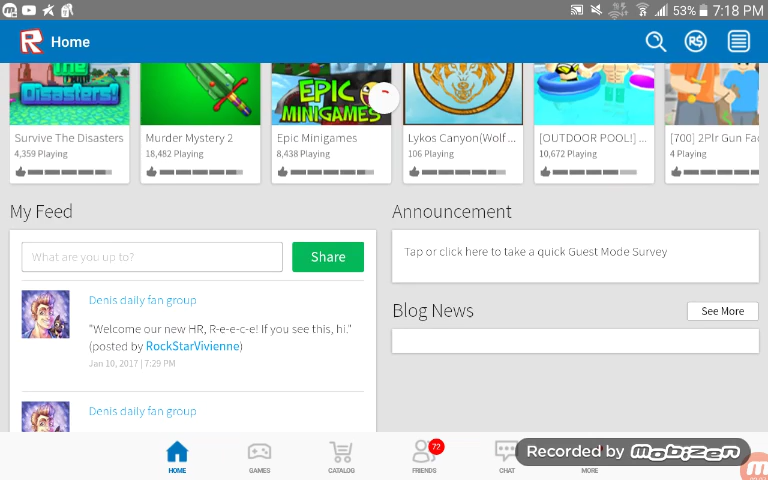 53% 7:18 PM
R Home
R$
The Disasters!
EPIC MINIGAMES
Survive The Disasters
4,359 Playing
Murder Mystery 2
18,482 Playing
Epic Minigames
8,438 Playing
Lykos Canyon(Wolf ...
106 Playing
[OUTDOOR POOL!] ...
10,672 Playing
[700] 2Plr Gun Fac
4 Playing
My Feed
What are you up to?
Share
Denis daily fan group
"Welcome our new HR, R-e-e-c-e! If you see this, hi."
(posted by RockStarVivienne)
Jan 10, 2017 | 7:29 PM
Denis daily fan group
Announcement
Tap or click here to take a quick Guest Mode Survey
Blog News
See More
HOME
GAMES
CATALOG
FRIENDS
CHAT
MORE
Recorded by Mobizen